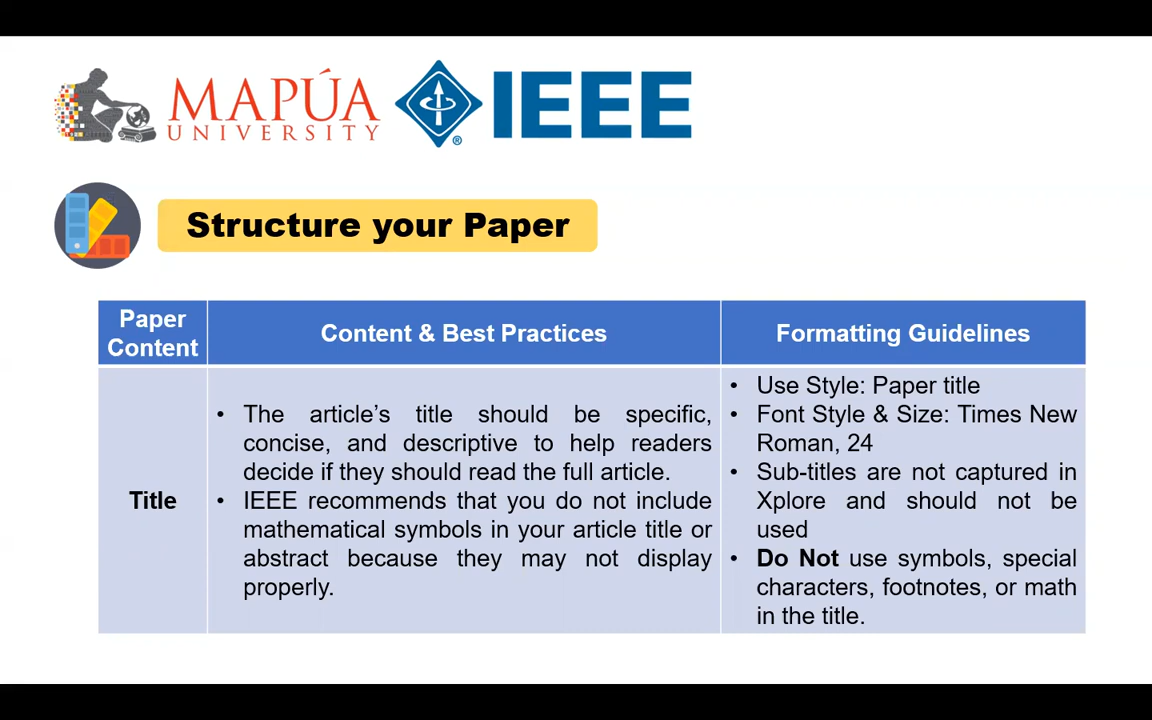 MAPÚA
UNIVERSITY
IEEE
®
Structure your Paper
Paper
Content
Content & Best Practices
Formatting Guidelines
Title
• The article’s title should be specific,
concise, and descriptive to help readers
decide if they should read the full article.
• IEEE recommends that you do not include
mathematical symbols in your article title or
abstract because they may not display
properly.
• Use Style: Paper title
• Font Style & Size: Times New
Roman, 24
• Sub-titles are not captured in
Xplore and should not be
used
• Do Not use symbols, special
characters, footnotes, or math
in the title.